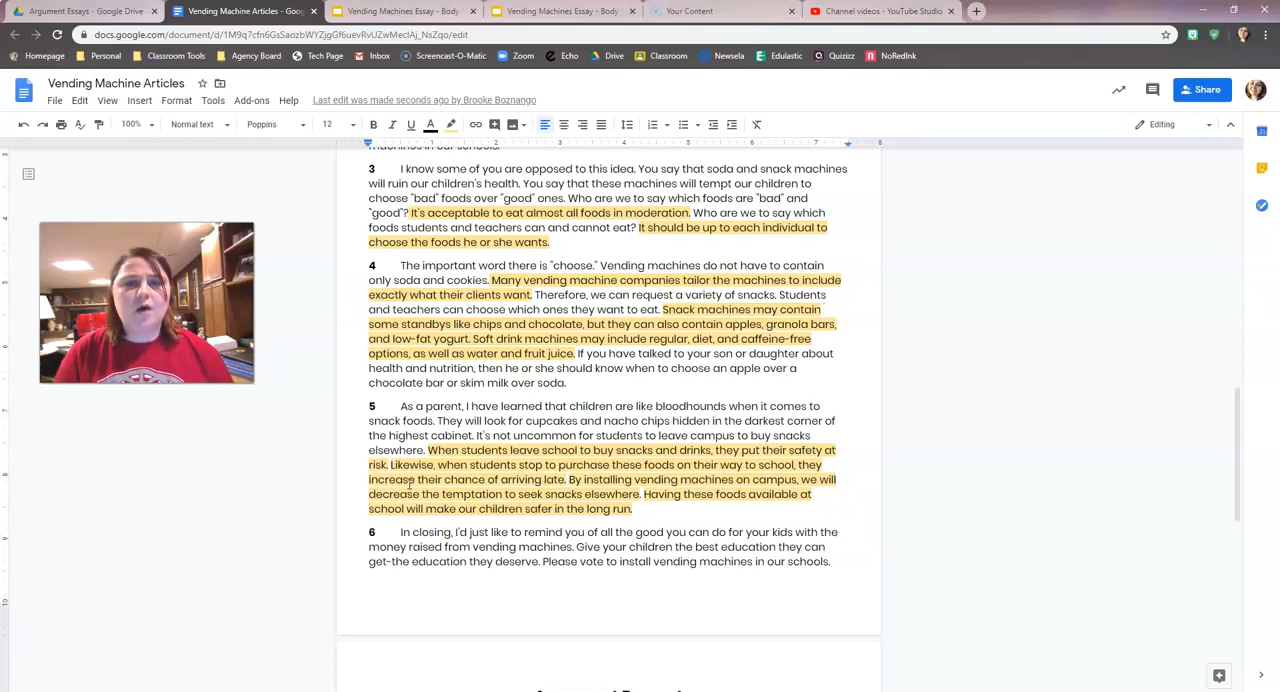 Argument Essays - Google Drive
Vending Machine Articles - Goo
Vending Machines Essay - Body
Vending Machines Essay - Body
Your Content
Channel videos - YouTube Studio
docs.google.com/document/d/
/edit
Homepage
Personal
Classroom Tools
Agency Board
Tech Page
Inbox
Screencast-O-Matic
Zoom
Echo
Drive
Classroom
Newsela
Edulastic
Quizizz
NoRedInk
Vending Machine Articles
File Edit View Insert Format Tools Add-ons Help
Last edit was made seconds ago by Brooke Boznango
Share
100%
Normal text
Poppins
12
B I U A
Editing
1 2 3 4 5 6 7 8
3 I know some of you are opposed to this idea. You say that soda and snack machines
will ruin our children's health. You say that these machines will tempt our children to
choose "bad" foods over "good" ones. Who are we to say which foods are "bad" and
"good"? It's acceptable to eat almost all foods in moderation. Who are we to say which
foods students and teachers can and cannot eat? It should be up to each individual to
choose the foods he or she wants.
4 The important word there is "choose." Vending machines do not have to contain
only soda and cookies. Many vending machine companies tailor the machines to include
exactly what their clients want. Therefore, we can request a variety of snacks. Students
and teachers can choose which ones they want to eat. Snack machines may contain
some standbys like chips and chocolate, but they can also contain apples, granola bars,
and low-fat yogurt. Soft drink machines may include regular, diet, and caffeine-free
options, as well as water and fruit juice. If you have talked to your son or daughter about
health and nutrition, then he or she should know when to choose an apple over a
chocolate bar or skim milk over soda.
5 As a parent, I have learned that children are like bloodhounds when it comes to
snack foods. They will look for cupcakes and nacho chips hidden in the darkest corner of
the highest cabinet. It's not uncommon for students to leave campus to buy snacks
elsewhere. When students leave school to buy snacks and drinks, they put their safety at
risk. Likewise, when students stop to purchase these foods on their way to school, they
increase their chance of arriving late. By installing vending machines on campus, we will
decrease the temptation to seek snacks elsewhere. Having these foods available at
school will make our children safer in the long run.
6 In closing, I'd just like to remind you of all the good you can do for your kids with the
money raised from vending machines. Give your children the best education they can
get-the education they deserve. Please vote to install vending machines in our schools.